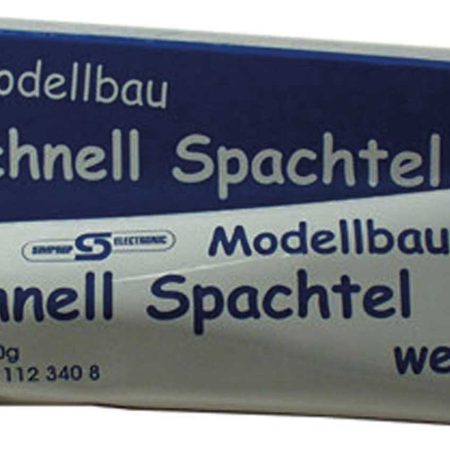 odellbau
chnell Spachtel
SIMPROP S ELECTRONIC
Modellbau
nell Spachtel
0g
we
112 340 8